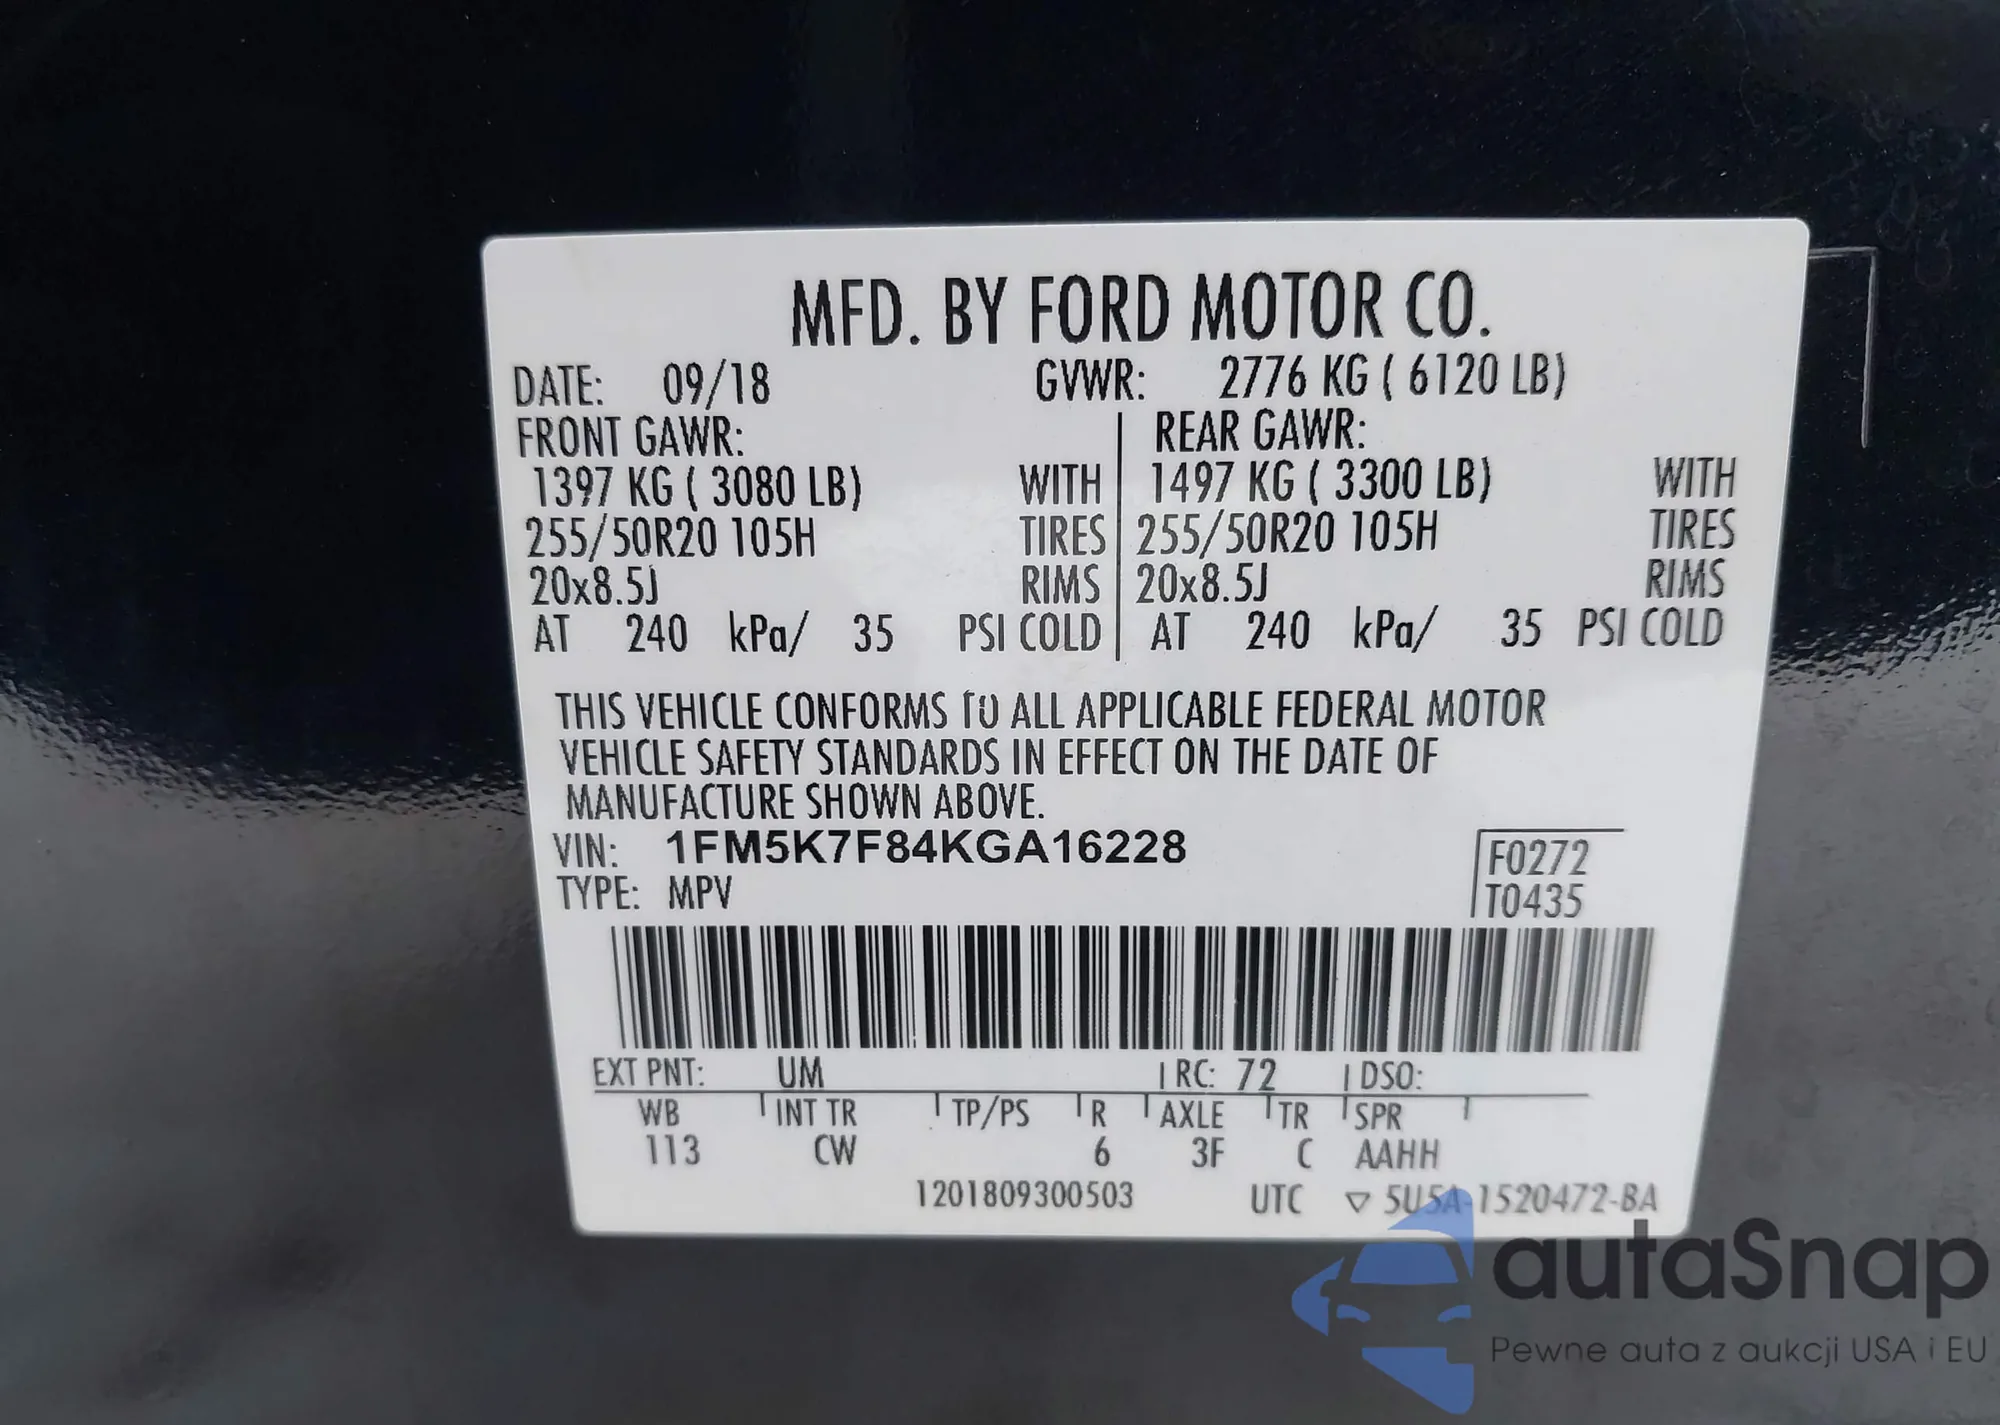 MFD. BY FORD MOTOR CO.
DATE: 09/18 GVWR: 2776 KG ( 6120 LB)
FRONT GAWR: REAR GAWR:
1397 KG ( 3080 LB) WITH 1497 KG ( 3300 LB) WITH
255/50R20 105H TIRES 255/50R20 105H TIRES
20x8.5J RIMS 20x8.5J RIMS
AT 240 kPa/ 35 PSI COLD AT 240 kPa/ 35 PSI COLD
THIS VEHICLE CONFORMS TO ALL APPLICABLE FEDERAL MOTOR
VEHICLE SAFETY STANDARDS IN EFFECT ON THE DATE OF
MANUFACTURE SHOWN ABOVE.
VIN: 1FM5K7F84KGA16228 F0272
TYPE: MPV T0435
EXT PNT: UM RC: 72 DSO:
WB INT TR TP/PS R AXLE TR SPR
113 CW 6 3F C AAHH
1201809300503 UTC ▽ 5U5A-1520472-BA
autaSnap
Pewne auta z aukcji USA i EU